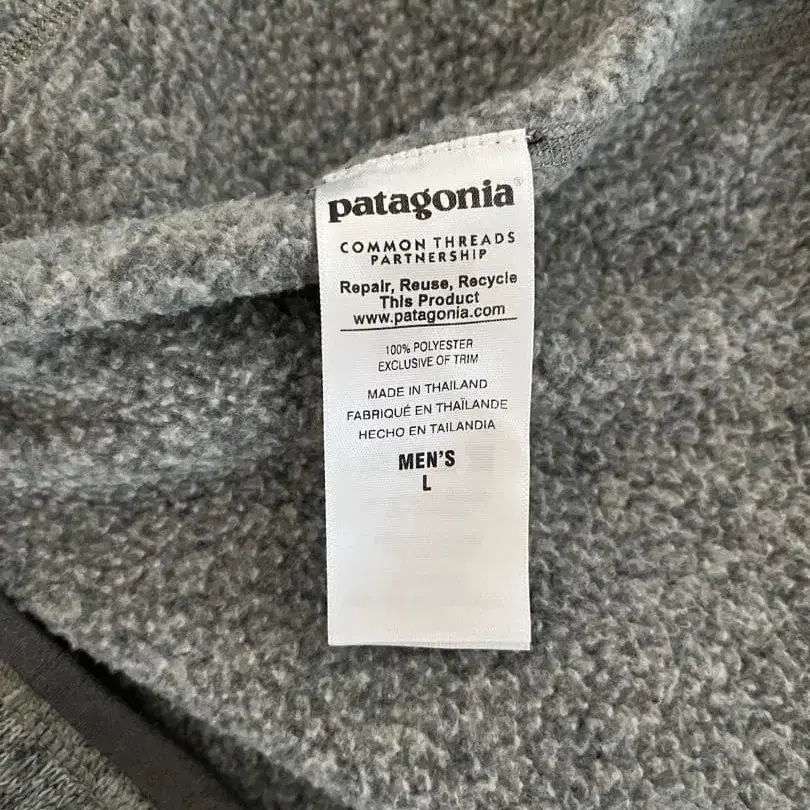 patagonia®
COMMON THREADS
PARTNERSHIP
Repair, Reuse, Recycle
This Product
www.patagonia.com
100% POLYESTER
EXCLUSIVE OF TRIM
MADE IN THAILAND
FABRIQUÉ EN THAÏLANDE
HECHO EN TAILANDIA
MEN'S
L